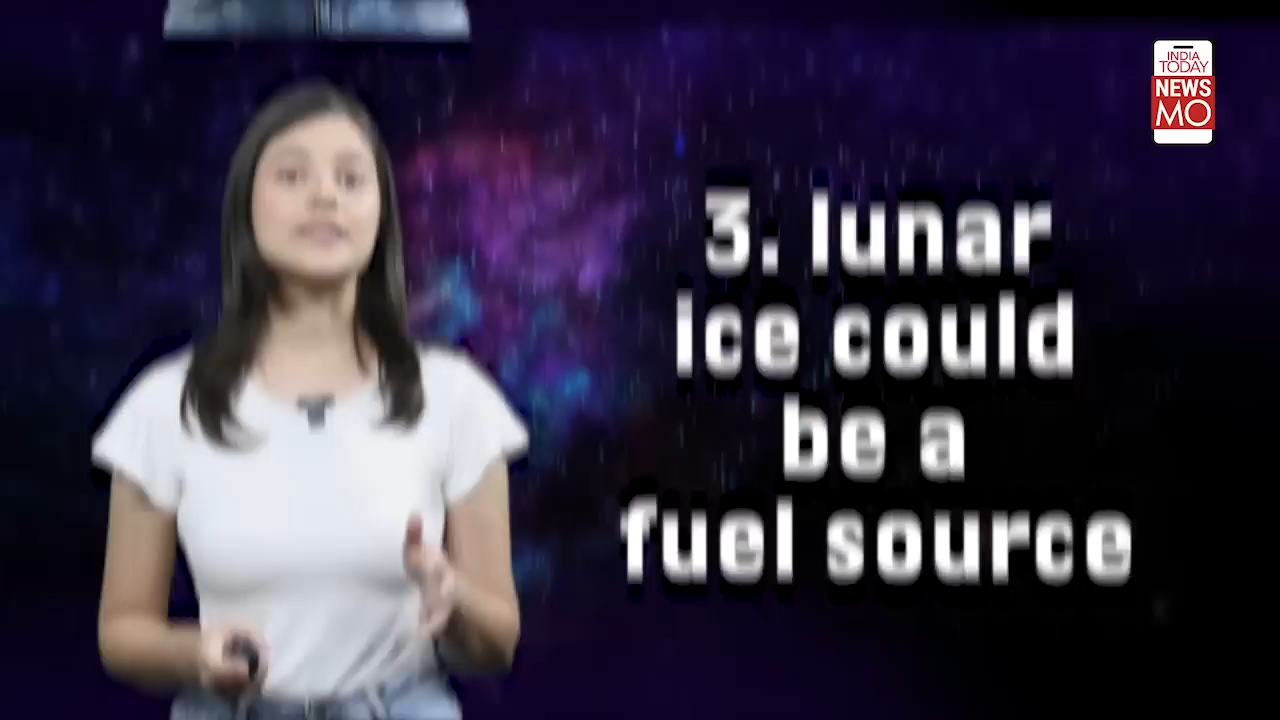 INDIA
TODAY
NEWS
MO
3. lunar
ice could
be a
fuel source